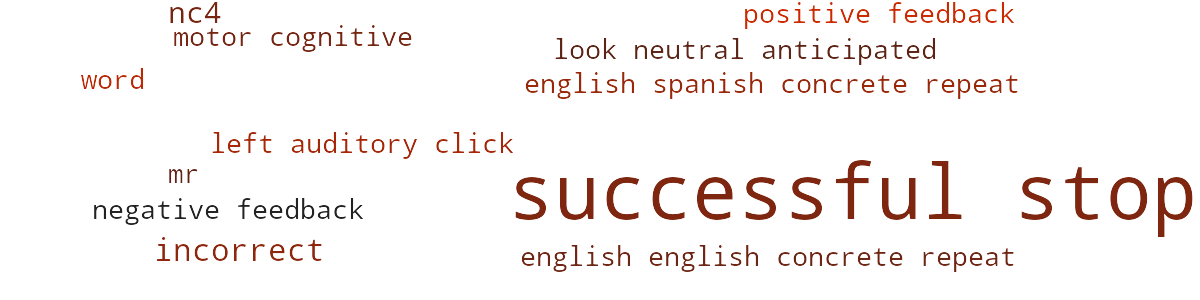 nc4
positive feedback
motor cognitive
look neutral anticipated
word
english spanish concrete repeat
left auditory click
mr
successful stop
negative feedback
incorrect
english english concrete repeat